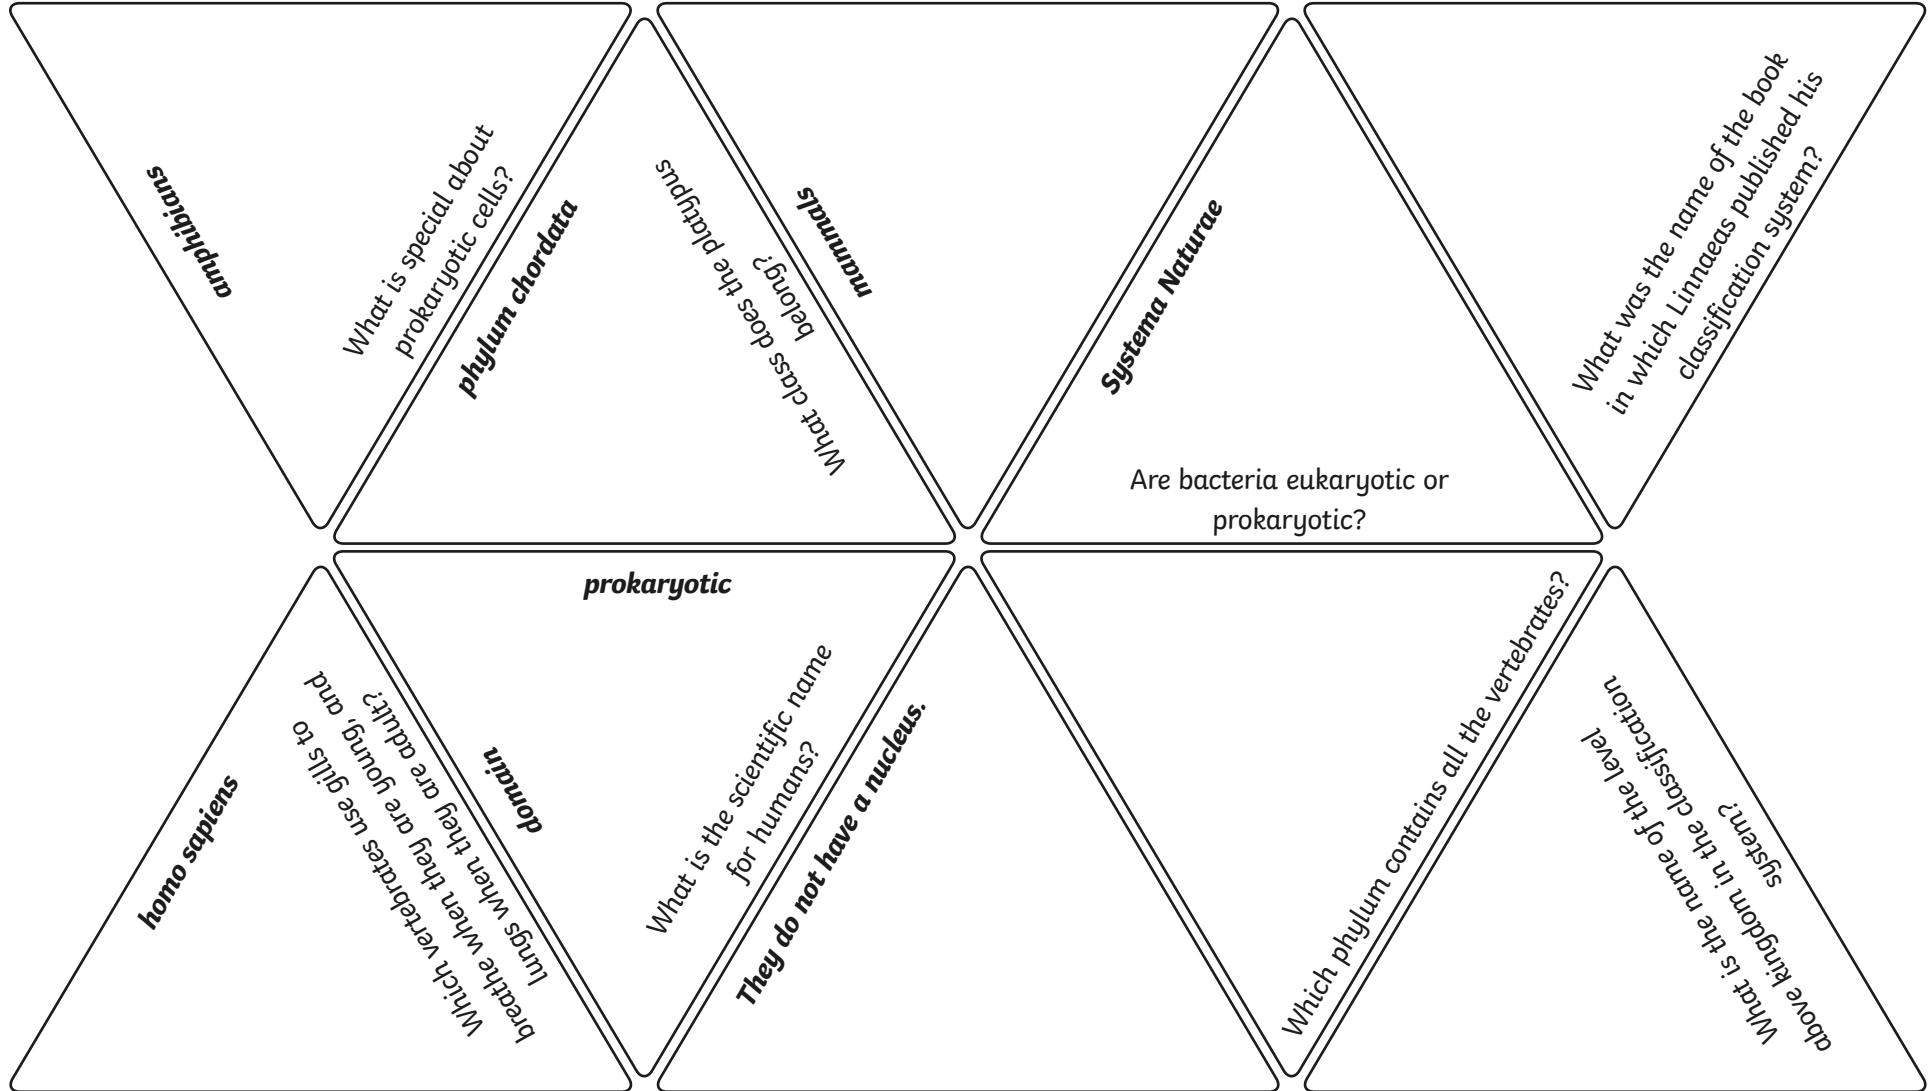 amphibians
What is special about
prokaryotic cells?
phylum chordata
What class does the platypus
belong?
mammals
Systema Naturae
Are bacteria eukaryotic or
prokaryotic?
What was the name of the book
in which Linnaeas published his
classification system?
homo sapiens
Which vertebrates use gills to
breathe when they are young, and
lungs when they are adult?
prokaryotic
domain
What is the scientific name
for humans?
They do not have a nucleus.
Which phylum contains all the vertebrates?
What is the name of the level
above kingdom in the classification
system?